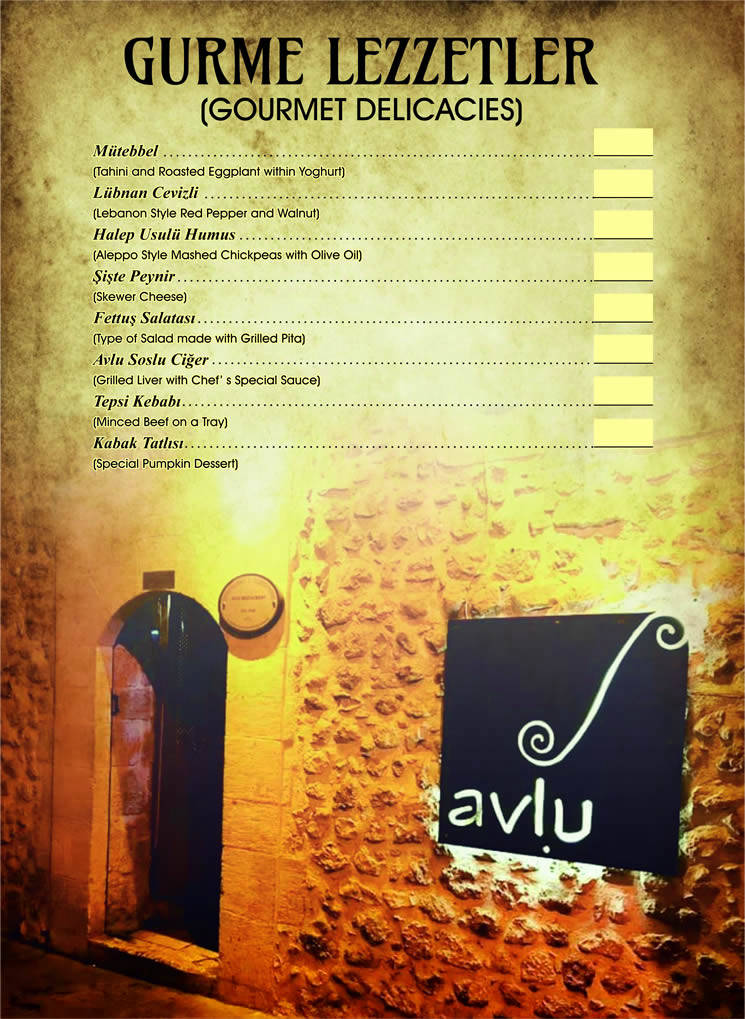 GURME LEZZETLER
(GOURMET DELICACIES)
Mütebbel
(Tahini and Roasted Eggplant within Yoghurt)
Lübnan Cevizli
(Lebanon Style Red Pepper and Walnut)
Halep Usulü Humus
(Aleppo Style Mashed Chickpeas with Olive Oil)
Şişte Peynir
(Skewer Cheese)
Fettuş Salatası
(Type of Salad made with Grilled Pita)
Avlu Soslu Ciğer
(Grilled Liver with Chef' s Special Sauce)
Tepsi Kebabı
(Minced Beef on a Tray)
Kabak Tatlısı
(Special Pumpkin Dessert)
avlu